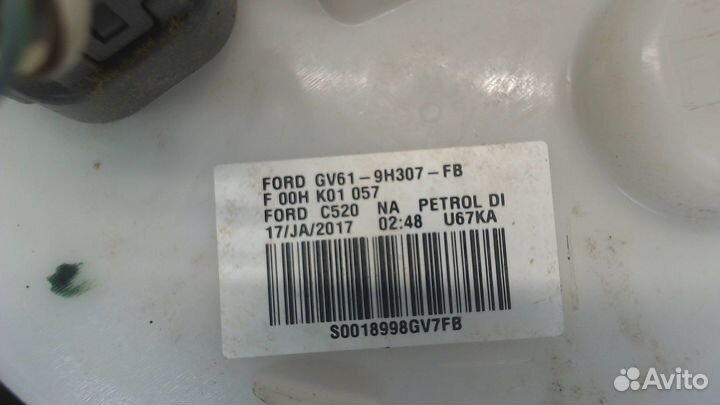 FORD GV61-9H307-FB
F 00H K01 057
FORD C520 NA PETROL DI
17/JA/2017 02:48 U67KA
S0018998GV7FB
Avito